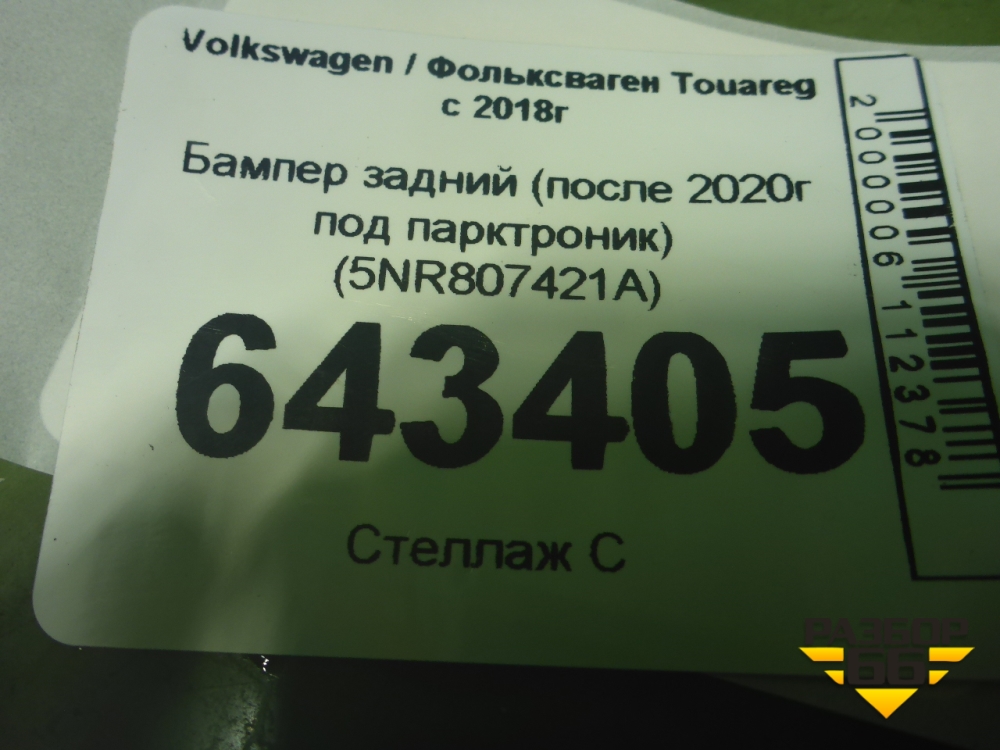 Volkswagen / Фольксваген Touareg
с 2018г
Бампер задний (после 2020г
под парктроник)
(5NR807421A)
643405
Стеллаж С
2000006112378
РАЗБОР
66